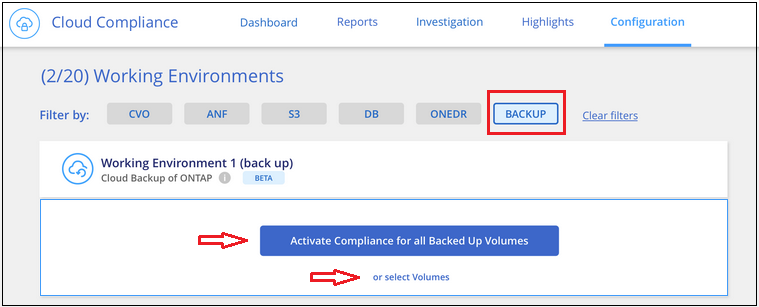 Cloud Compliance Dashboard Reports Investigation Highlights Configuration
(2/20) Working Environments
Filter by: CVO ANF S3 DB ONEDR BACKUP Clear filters
Working Environment 1 (back up)
Cloud Backup of ONTAP i BETA
Activate Compliance for all Backed Up Volumes
or select Volumes